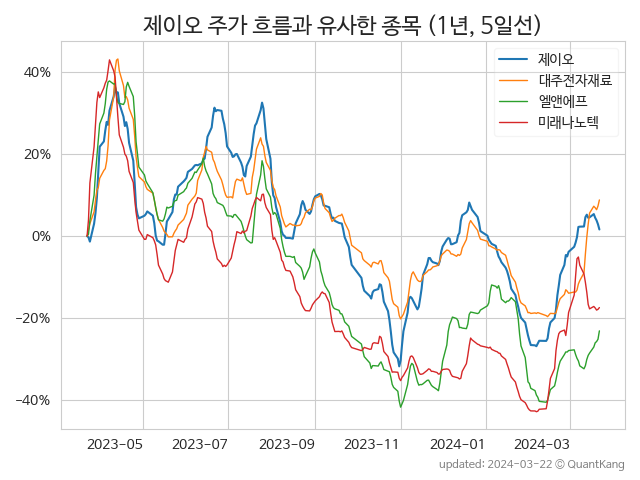 제이오 주가 흐름과 유사한 종목 (1년, 5일선)
제이오
대주전자재료
엘앤에프
미래나노텍
40%
20%
0%
−20%
−40%
2023-05 2023-07 2023-09 2023-11 2024-01 2024-03
updated: 2024-03-22 © QuantKang